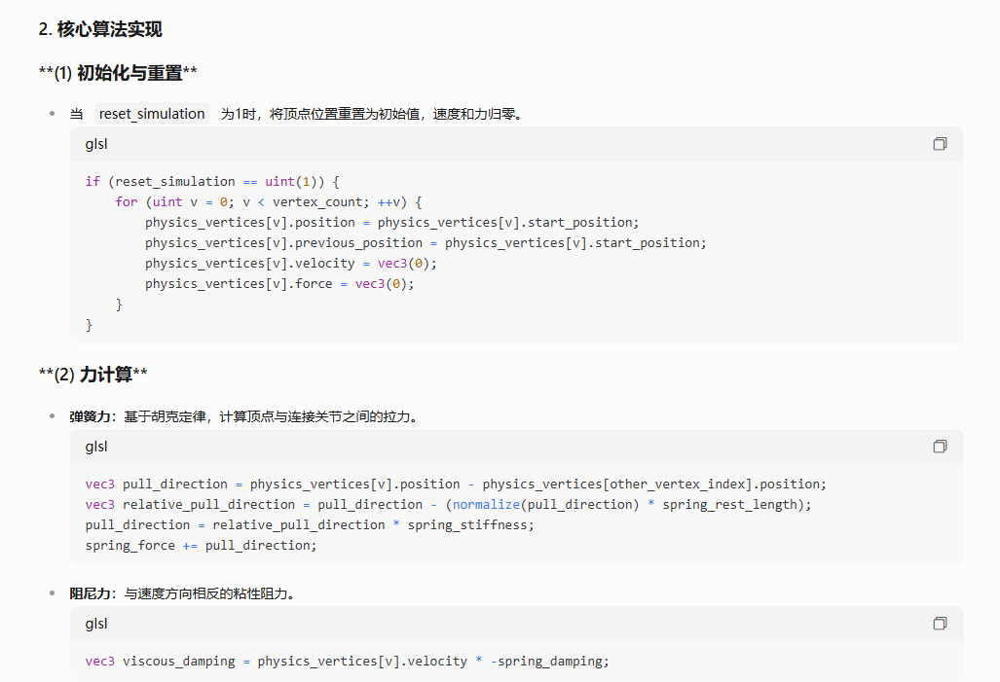 2. 核心算法实现
**(1) 初始化与重置**
当 reset_simulation 为1时，将顶点位置重置为初始值，速度和力归零。
glsl
if (reset_simulation == uint(1)) {
    for (uint v = 0; v < vertex_count; ++v) {
        physics_vertices[v].position = physics_vertices[v].start_position;
        physics_vertices[v].previous_position = physics_vertices[v].start_position;
        physics_vertices[v].velocity = vec3(0);
        physics_vertices[v].force = vec3(0);
    }
}
**(2) 力计算**
弹簧力：基于胡克定律，计算顶点与连接关节之间的拉力。
glsl
vec3 pull_direction = physics_vertices[v].position - physics_vertices[other_vertex_index].position;
vec3 relative_pull_direction = pull_direction - (normalize(pull_direction) * spring_rest_length);
pull_direction = relative_pull_direction * spring_stiffness;
spring_force += pull_direction;
阻尼力：与速度方向相反的粘性阻力。
glsl
vec3 viscous_damping = physics_vertices[v].velocity * -spring_damping;